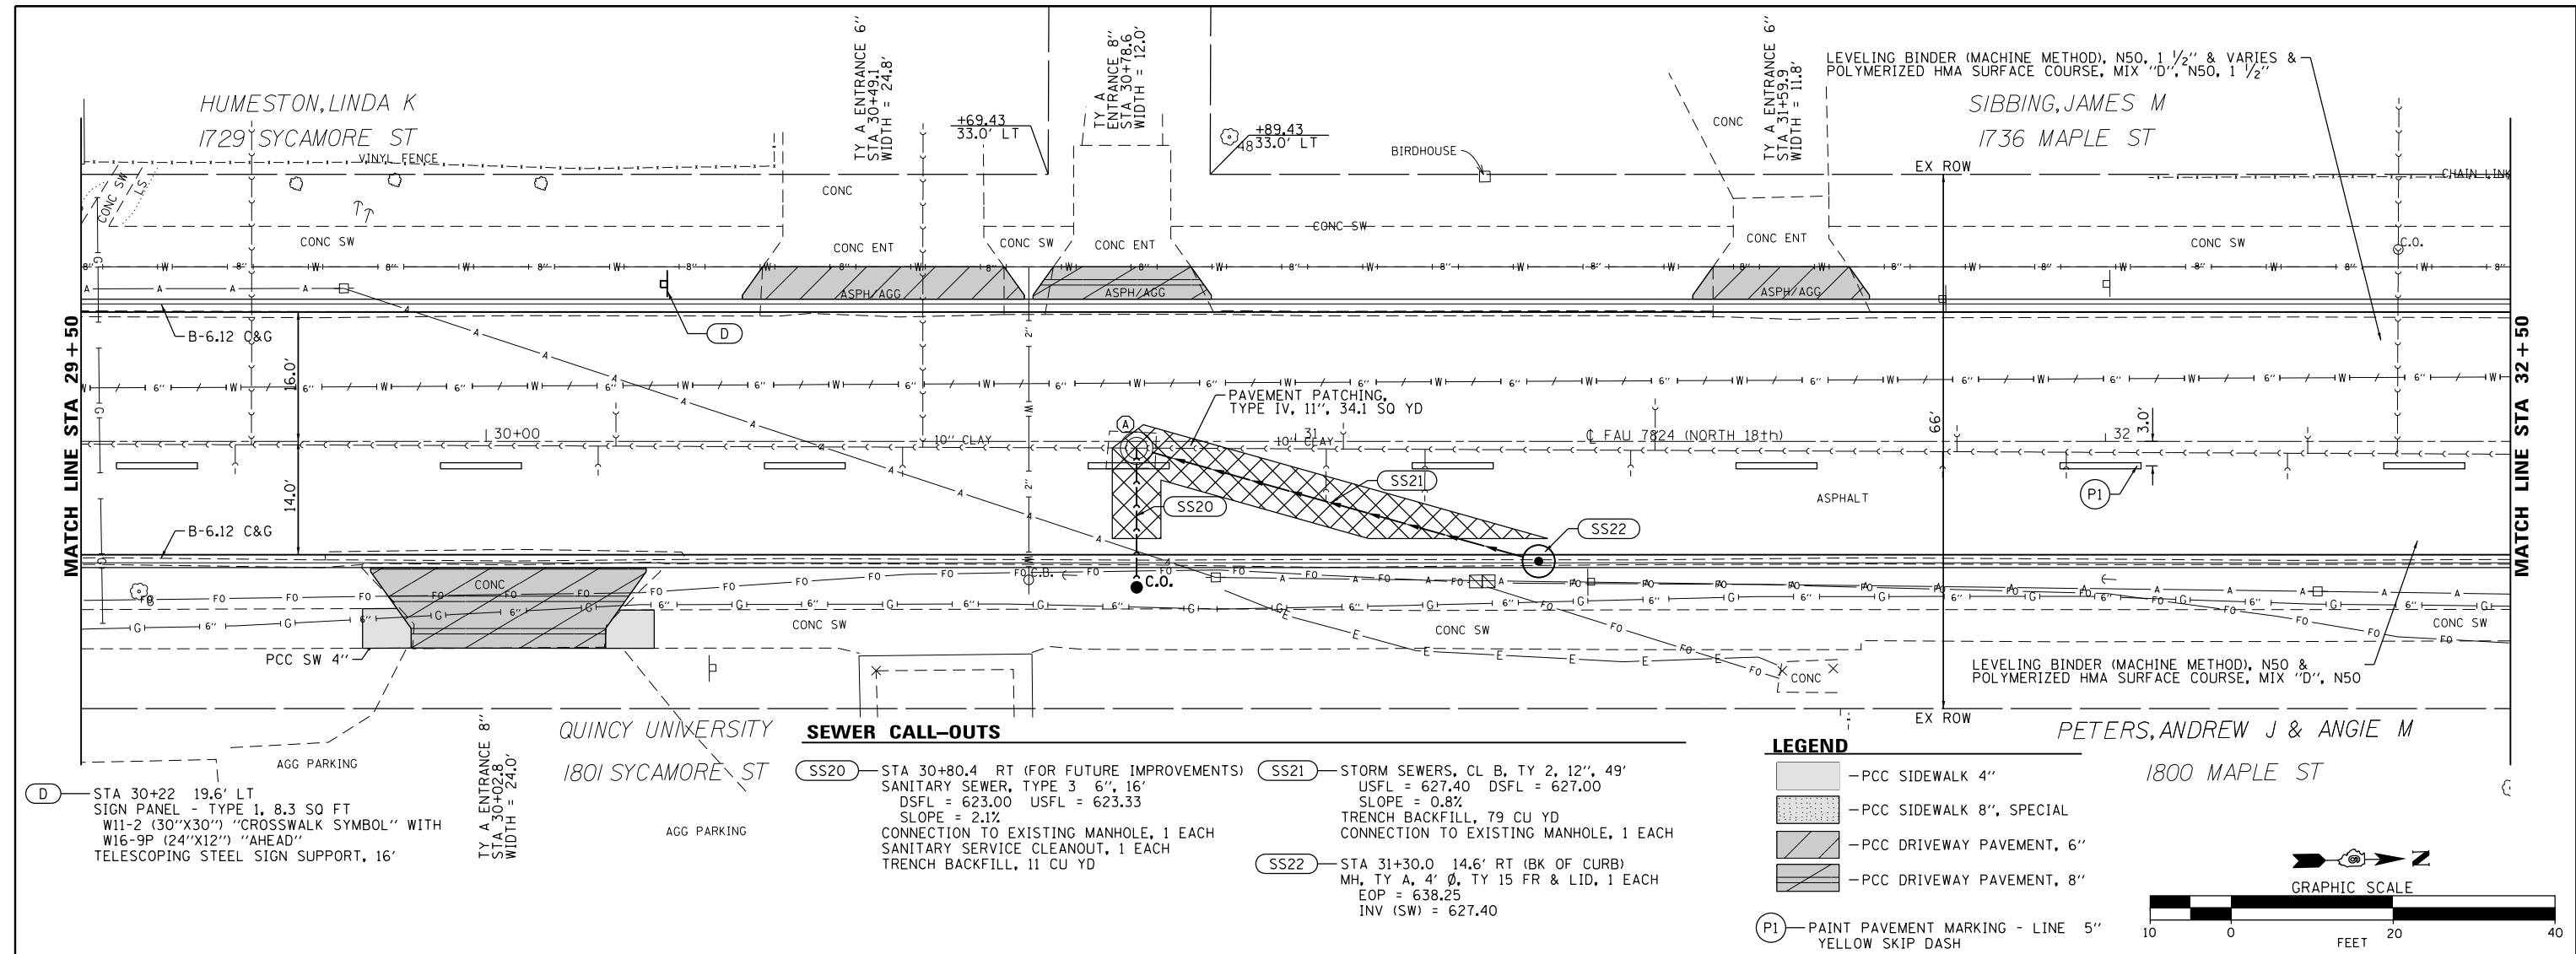 HUMESTON, LINDA K
1729 SYCAMORE ST
VINYL FENCE
CONC SW
LS
TY A ENTRANCE 6"
STA 30+49.1
WIDTH = 24.8'
+69.43
33.0' LT
TY A
ENTRANCE 8"
STA 30+78.6
WIDTH = 12.0'
48
+89.43
33.0' LT
BIRDHOUSE
CONC
TY A ENTRANCE 6"
STA 31+59.9
WIDTH = 11.8'
LEVELING BINDER (MACHINE METHOD), N50, 1 1/2" & VARIES &
POLYMERIZED HMA SURFACE COURSE, MIX "D", N50, 1 1/2"
SIBBING, JAMES M
1736 MAPLE ST
EX ROW
CHAIN LINK
CONC
CONC SW
CONC ENT
CONC SW
CONC ENT
CONC SW
CONC ENT
CONC SW
C.O.
ASPH/AGG
ASPH/AGG
ASPH/AGG
MATCH LINE STA 29+50
B-6.12 C&G
16.0'
D
PAVEMENT PATCHING,
TYPE IV, 11", 34.1 SQ YD
A
30+00
10" CLAY
31
10" CLAY
℄ FAU 7824 (NORTH 18th)
66'
32
3.0'
MATCH LINE STA 32+50
14.0'
B-6.12 C&G
SS21
SS20
SS22
ASPHALT
P1
CONC
C.B.
C.O.
CONC SW
CONC SW
CONC SW
PCC SW 4"
CONC
LEVELING BINDER (MACHINE METHOD), N50 &
POLYMERIZED HMA SURFACE COURSE, MIX "D", N50
EX ROW
AGG PARKING
TY A ENTRANCE 8"
STA 30+02.8
WIDTH = 24.0'
QUINCY UNIVERSITY
1801 SYCAMORE ST
AGG PARKING
PETERS, ANDREW J & ANGIE M
1800 MAPLE ST
D
STA 30+22 19.6' LT
SIGN PANEL - TYPE 1, 8.3 SQ FT
W11-2 (30"X30") "CROSSWALK SYMBOL" WITH
W16-9P (24"X12") "AHEAD"
TELESCOPING STEEL SIGN SUPPORT, 16'
SEWER CALL-OUTS
SS20
STA 30+80.4 RT (FOR FUTURE IMPROVEMENTS)
SANITARY SEWER, TYPE 3 6", 16'
DSFL = 623.00 USFL = 623.33
SLOPE = 2.1%
CONNECTION TO EXISTING MANHOLE, 1 EACH
SANITARY SERVICE CLEANOUT, 1 EACH
TRENCH BACKFILL, 11 CU YD
SS21
STORM SEWERS, CL B, TY 2, 12", 49'
USFL = 627.40 DSFL = 627.00
SLOPE = 0.8%
TRENCH BACKFILL, 79 CU YD
CONNECTION TO EXISTING MANHOLE, 1 EACH
SS22
STA 31+30.0 14.6' RT (BK OF CURB)
MH, TY A, 4' Ø, TY 15 FR & LID, 1 EACH
EOP = 638.25
INV (SW) = 627.40
LEGEND
-PCC SIDEWALK 4"
-PCC SIDEWALK 8", SPECIAL
-PCC DRIVEWAY PAVEMENT, 6"
-PCC DRIVEWAY PAVEMENT, 8"
P1
PAINT PAVEMENT MARKING - LINE 5"
YELLOW SKIP DASH
N
GRAPHIC SCALE
10 0 20 40
FEET